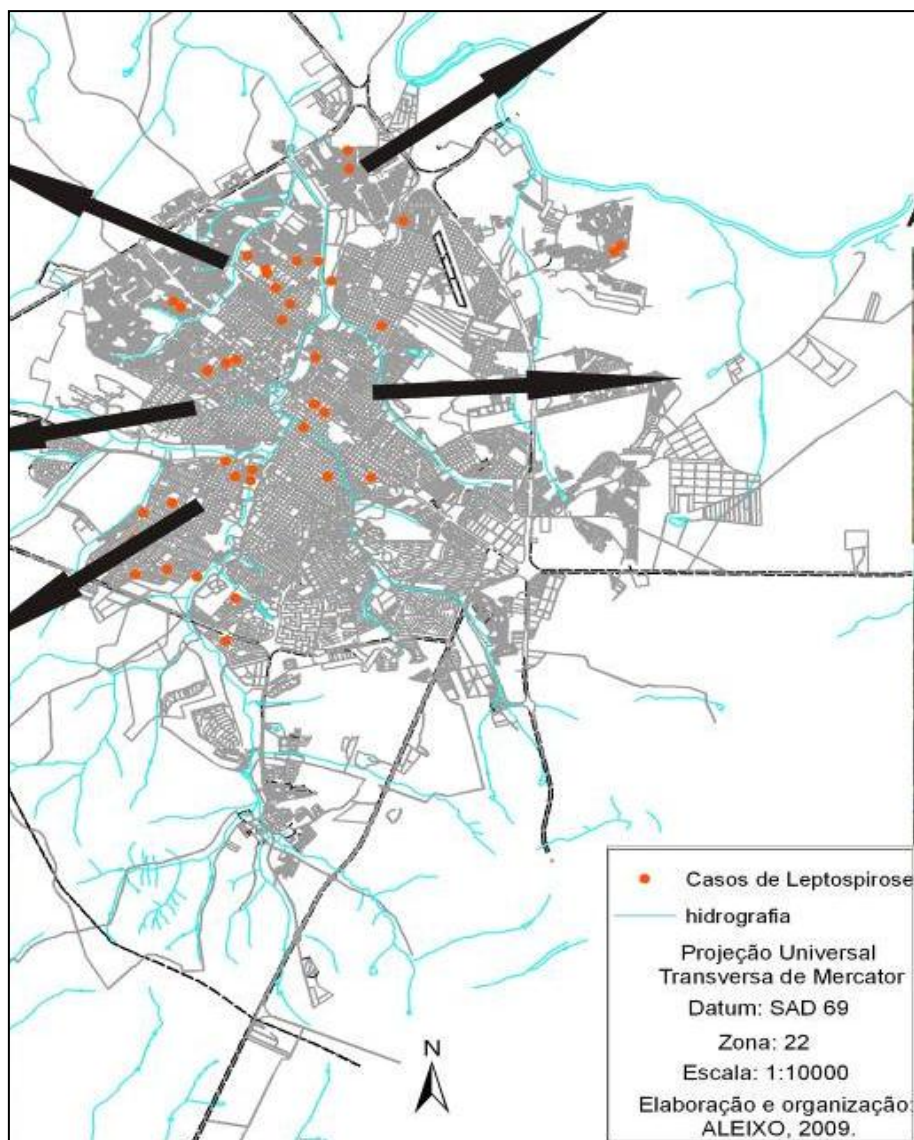 N
Casos de Leptospirose
hidrografia
Projeção Universal
Transversa de Mercator
Datum: SAD 69
Zona: 22
Escala: 1:10000
Elaboração e organização:
ALEIXO, 2009.